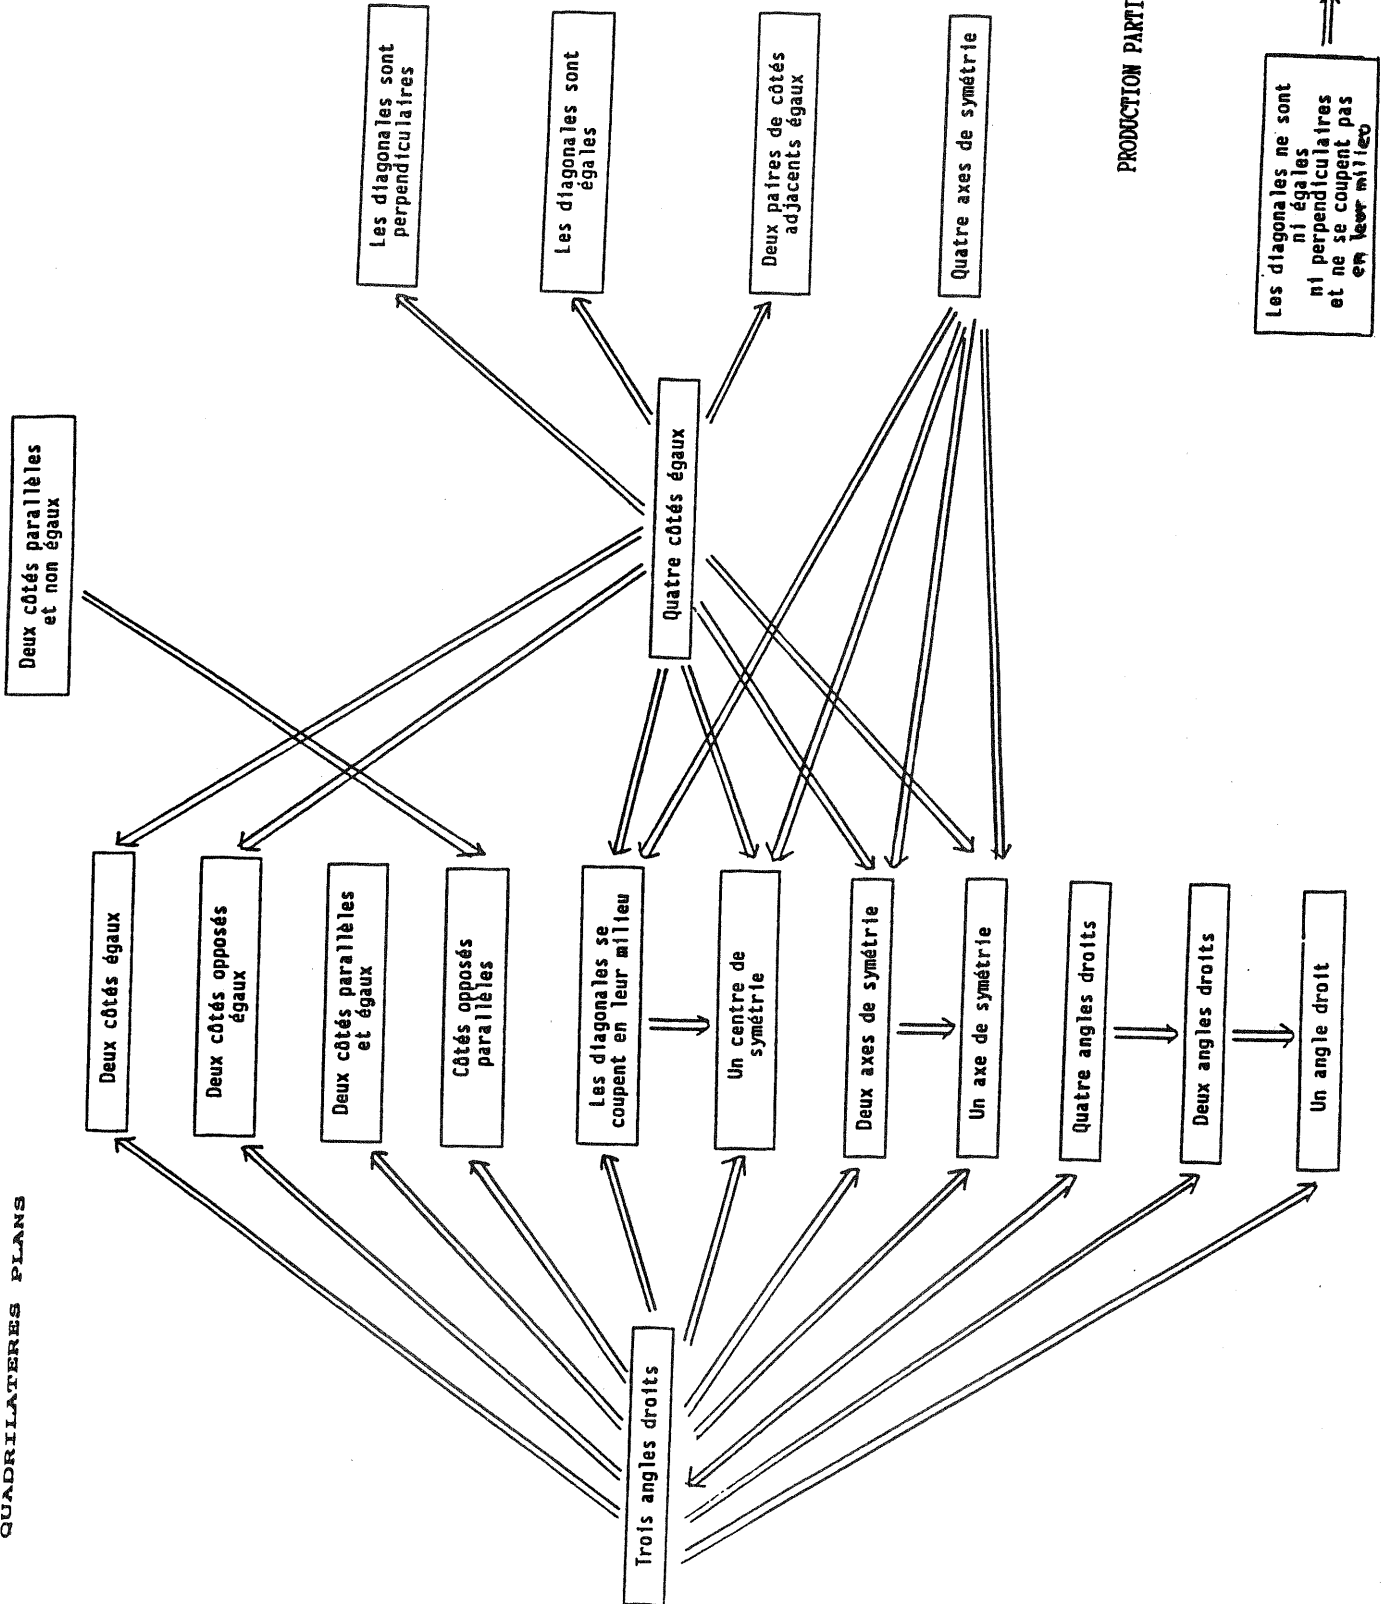 QUADRILATERES PLANS
Deux côtés parallèles
et non égaux
Les diagonales sont
perpendiculaires
Les diagonales sont
égales
Deux paires de côtés
adjacents égaux
Quatre axes de symétrie
PRODUCTION PARTI
Les diagonales ne sont
ni égales
ni perpendiculaires
et ne se coupent pas
en leur milieu
Quatre côtés égaux
Deux côtés égaux
Deux côtés opposés
égaux
Deux côtés parallèles
et égaux
Côtés opposés
parallèles
Les diagonales se
coupent en leur milieu
Un centre de
symétrie
Deux axes de symétrie
Un axe de symétrie
Quatre angles droits
Deux angles droits
Un angle droit
Trois angles droits